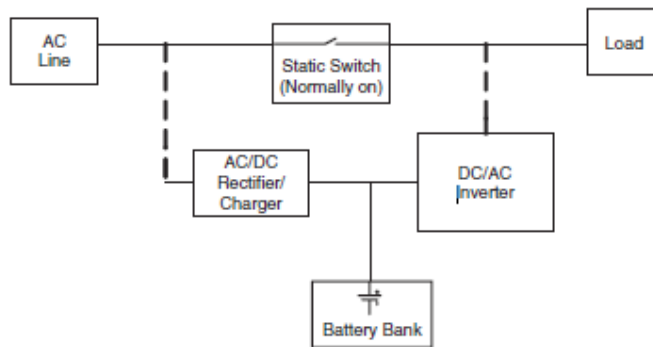 AC
Line
Static Switch
(Normally on)
Load
AC/DC
Rectifier/
Charger
DC/AC
Inverter
Battery Bank